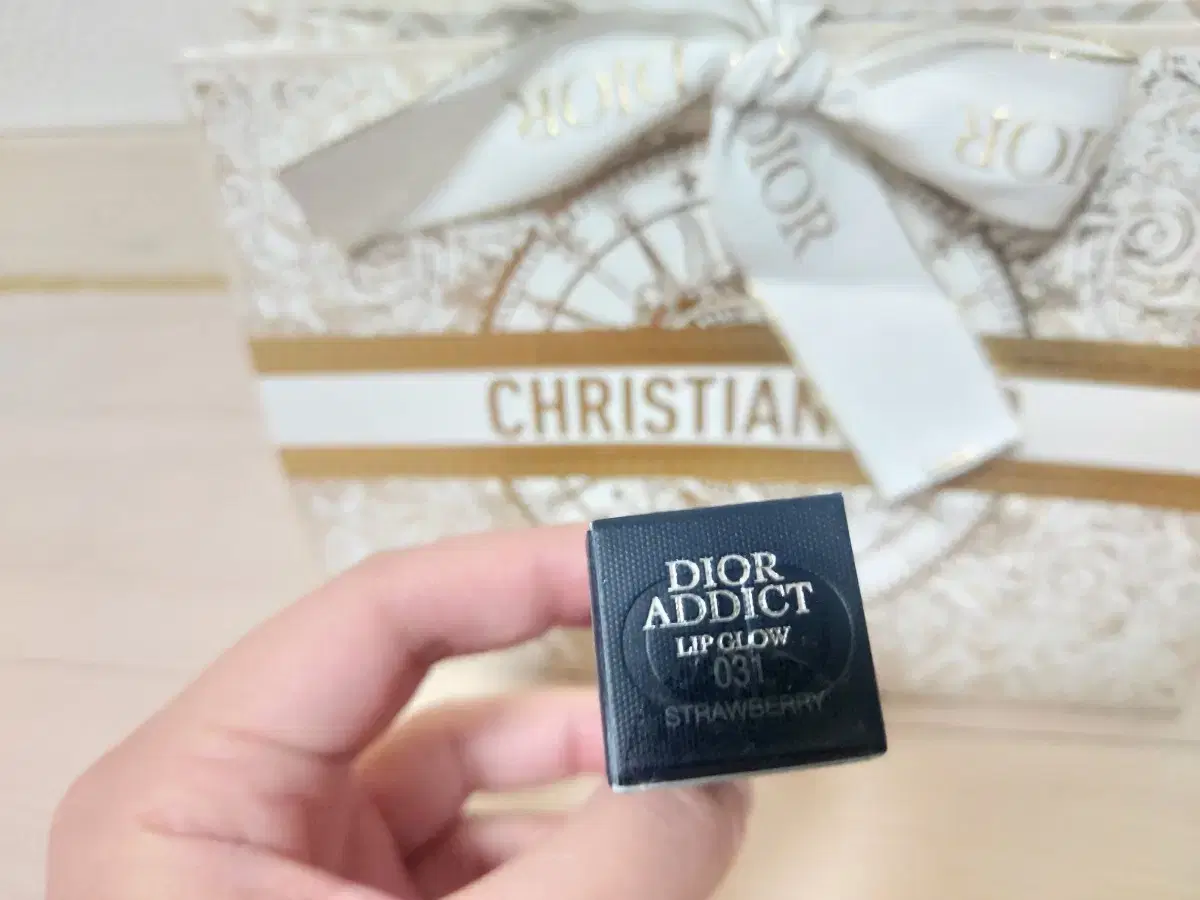 DIOR
DIOR
DIOR
CHRISTIAN
DIOR
ADDICT
LIP GLOW
031
STRAWBERRY